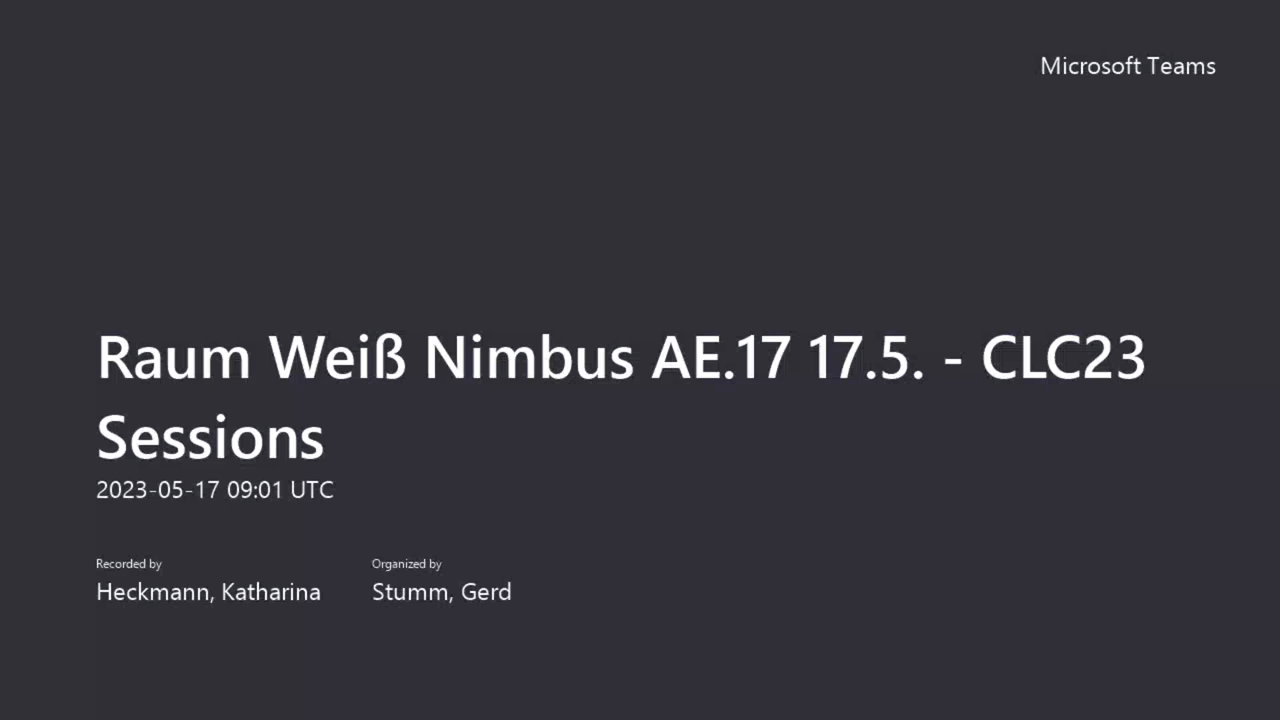 Microsoft Teams
Raum Weiß Nimbus AE.17 17.5. - CLC23
Sessions
2023-05-17 09:01 UTC
Recorded by
Heckmann, Katharina
Organized by
Stumm, Gerd